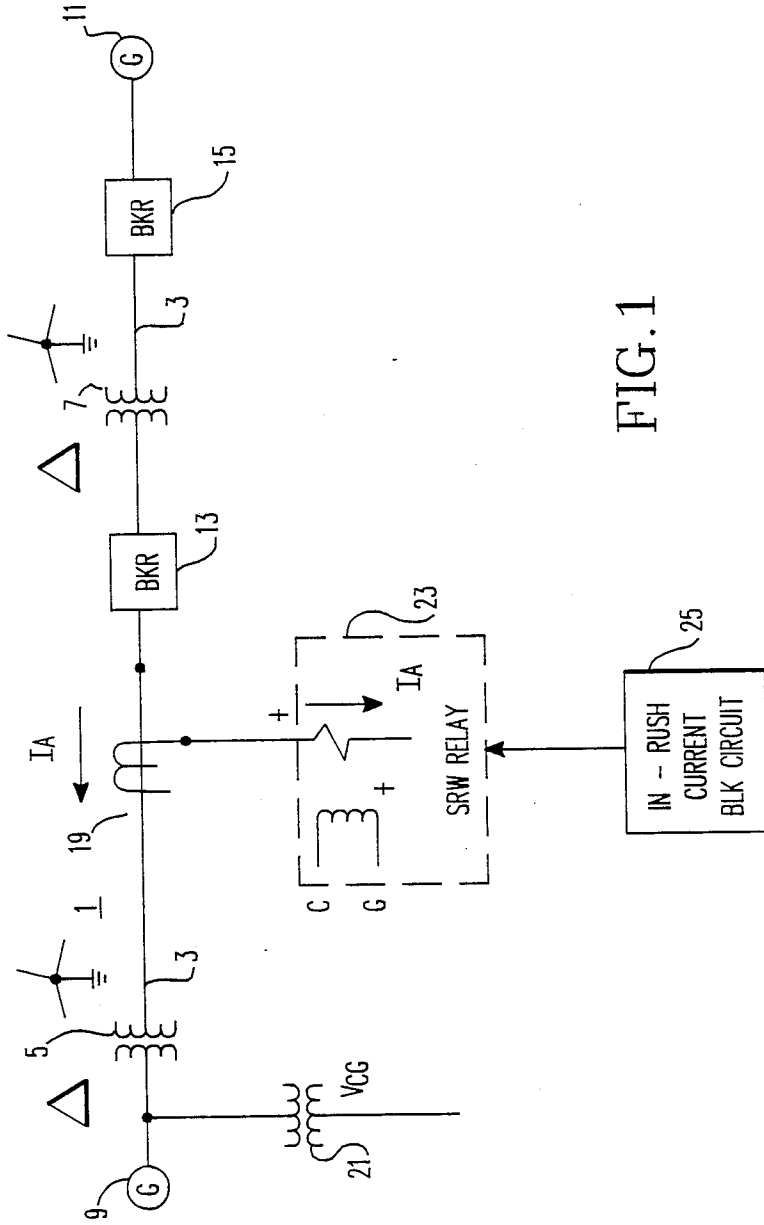 11
G
15
BKR
3
7
13
BKR
23
IA
+
IA
19
+
SRW RELAY
C
G
25
IN - RUSH
CURRENT
BLK CIRCUIT
1
3
5
VCG
21
G
9
FIG. 1